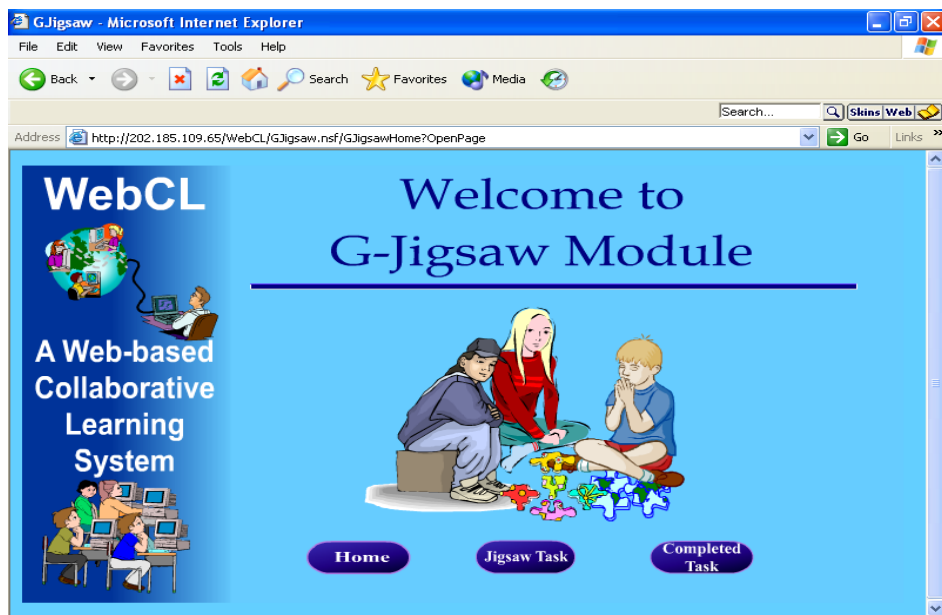 GJigsaw - Microsoft Internet Explorer
File Edit View Favorites Tools Help
Back Search Favorites Media
Search... Skins Web
Address http://202.185.109.65/WebCL/GJigsaw.nsf/GJigsawHome?OpenPage Go Links »
WebCL
A Web-based
Collaborative
Learning
System
Welcome to
G-Jigsaw Module
Home
Jigsaw Task
Completed
Task